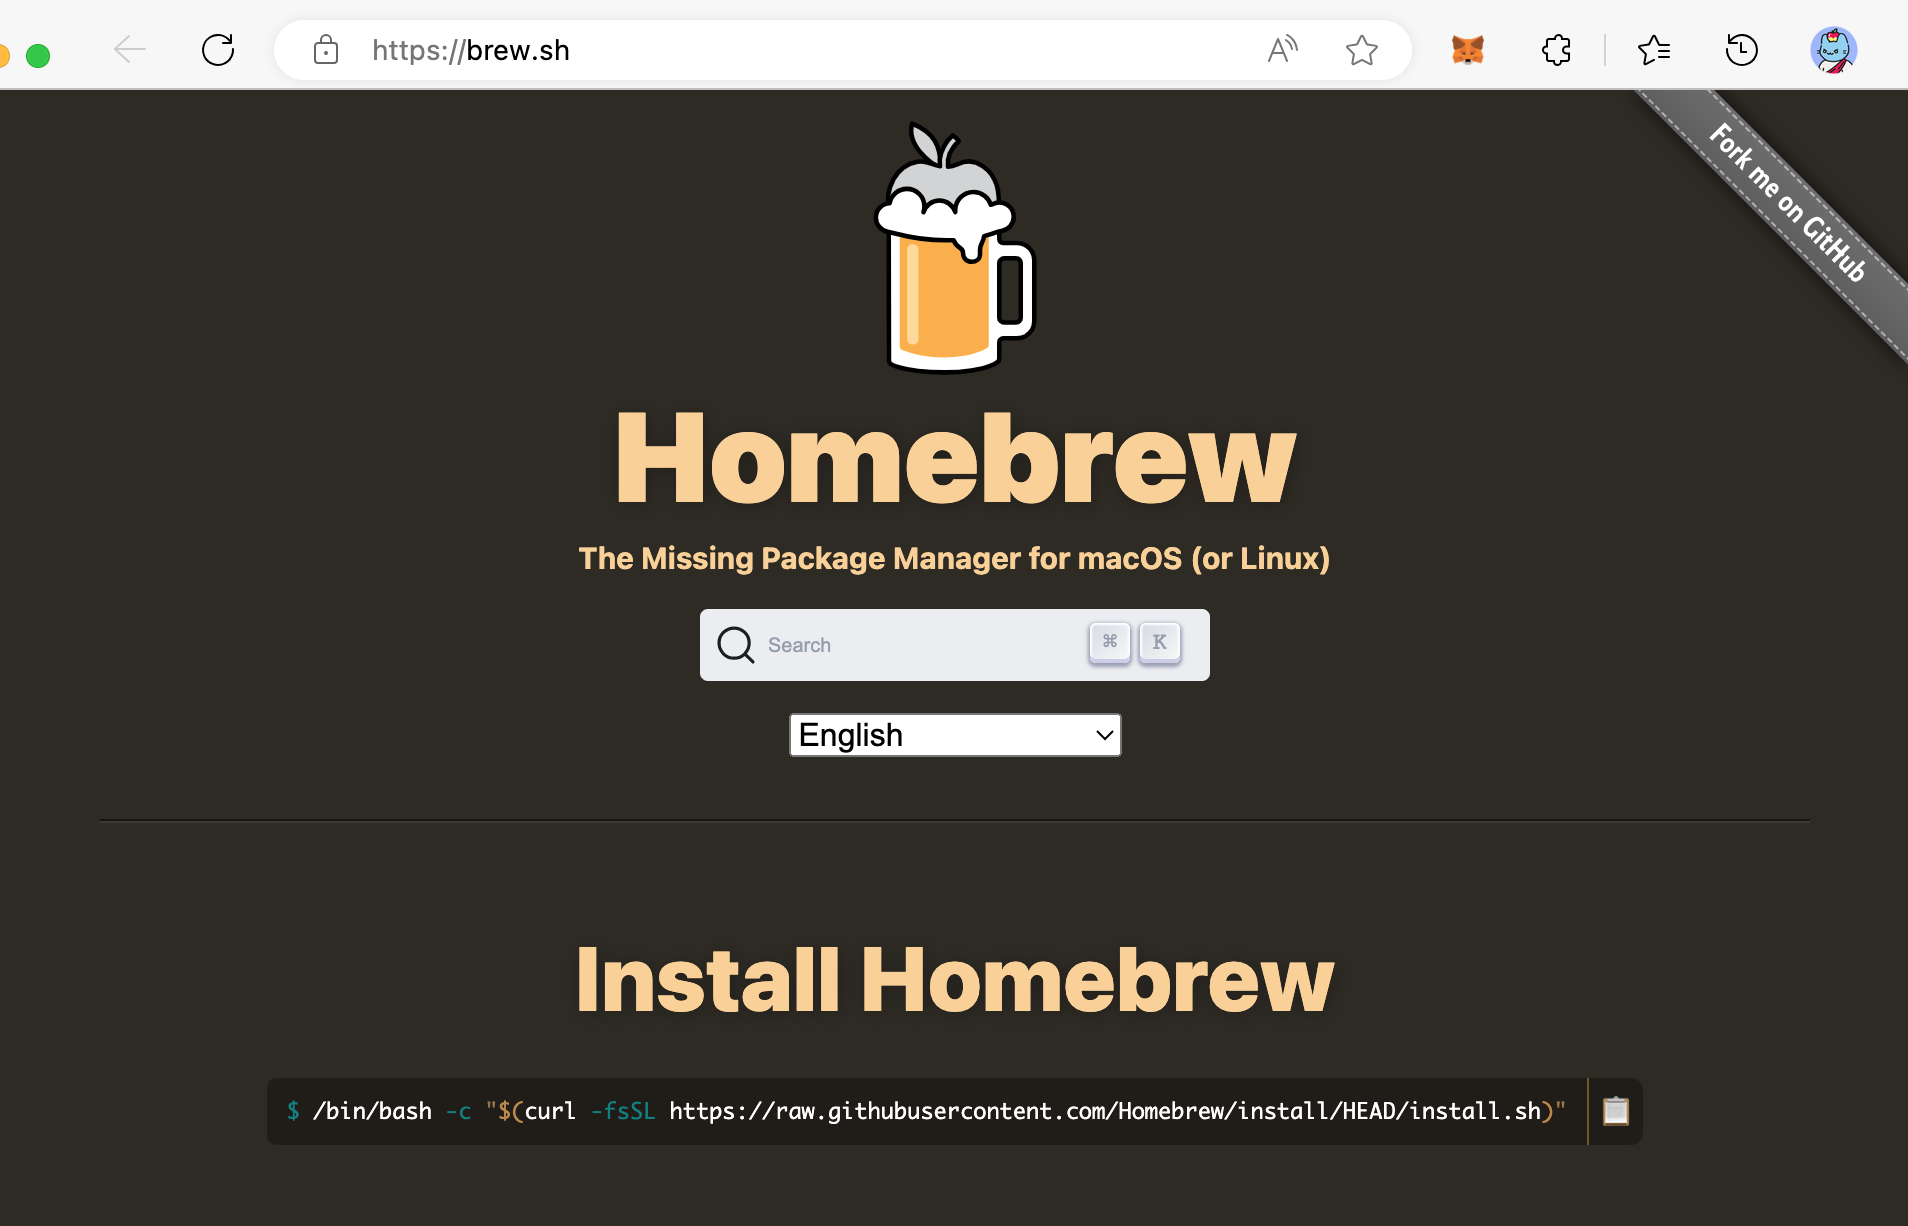 https://brew.sh
Fork me on GitHub
Homebrew
The Missing Package Manager for macOS (or Linux)
Search ⌘ K
English
Install Homebrew
$ /bin/bash -c "$(curl -fsSL https://raw.githubusercontent.com/Homebrew/install/HEAD/install.sh)"